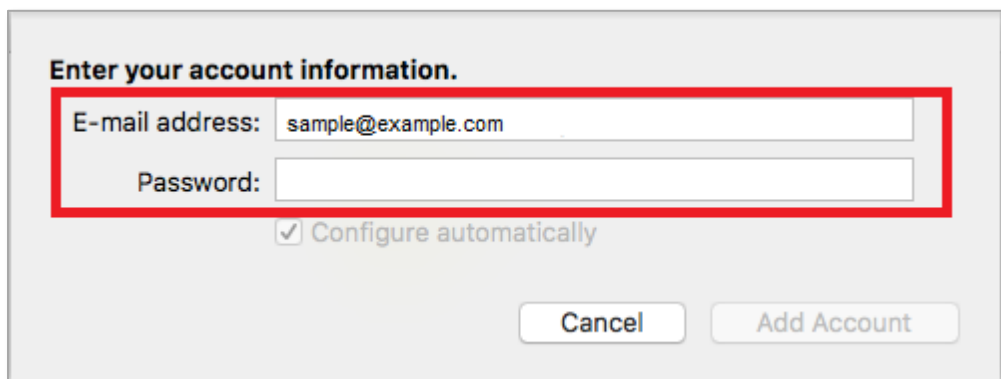 Enter your account information.
E-mail address: sample@example.com
Password:
Configure automatically
Cancel Add Account